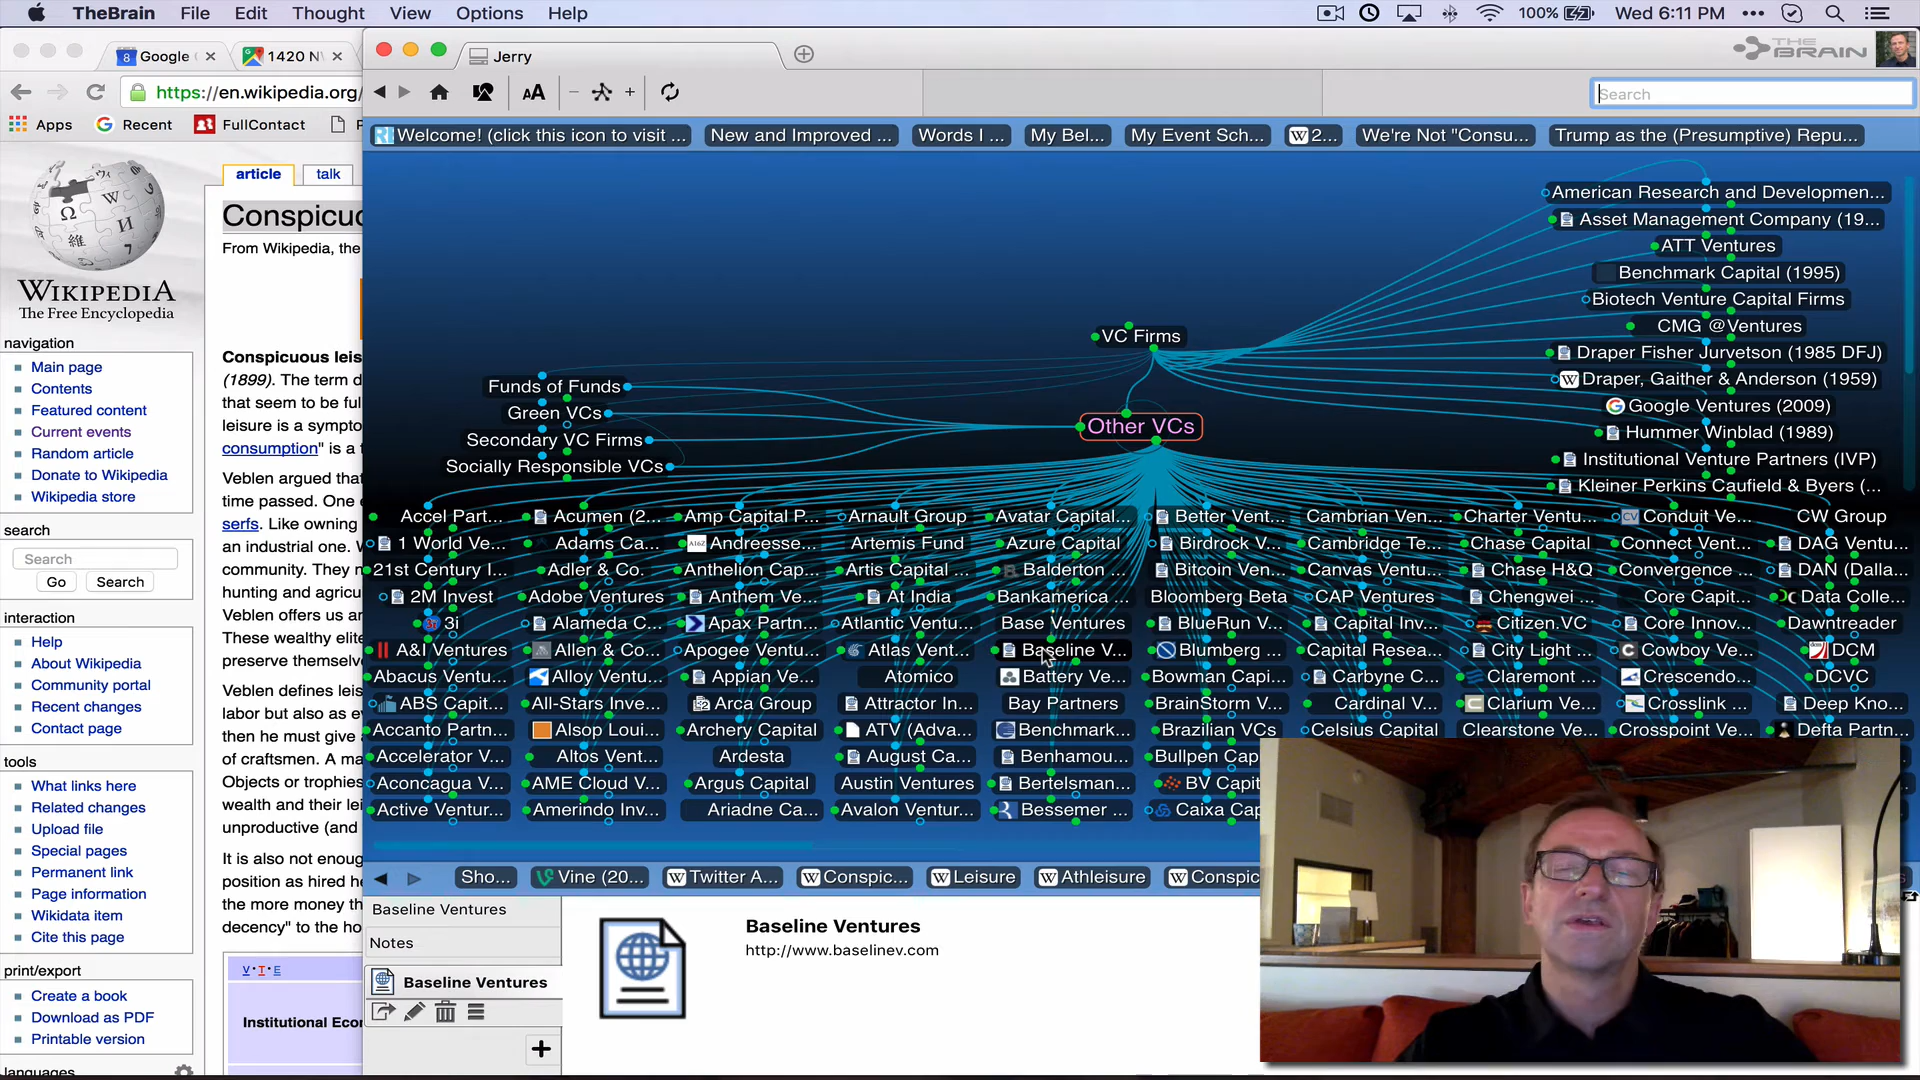 TheBrain File Edit Thought View Options Help 100% Wed 6:11 PM
Google 1420 N
Jerry
THE BRAIN
https://en.wikipedia.org/
Search
Apps Recent FullContact
Welcome! (click this icon to visit ... New and Improved ... Words I ... My Bel... My Event Sch... 2... We're Not "Consu... Trump as the (Presumptive) Repu...
WIKIPEDIA
The Free Encyclopedia
navigation
Main page
Contents
Featured content
Current events
Random article
Donate to Wikipedia
Wikipedia store
search
Search
Go Search
interaction
Help
About Wikipedia
Community portal
Recent changes
Contact page
tools
What links here
Related changes
Upload file
Special pages
Permanent link
Page information
Wikidata item
Cite this page
print/export
Create a book
Download as PDF
Printable version
languages
article talk
Conspicuo
From Wikipedia, the
Conspicuous leis
(1899). The term d
that seem to be ful
leisure is a sympto
consumption" is a
Veblen argued that
time passed. One
serfs. Like owning
an industrial one.
community. They
hunting and agricu
Veblen offers us ar
These wealthy elite
preserve themselve
Veblen defines leis
labor but also as e
then he must give a
of craftsmen. A ma
Objects or trophies
wealth and their lei
unproductive (and
It is also not enoug
position as hired he
the more money th
decency" to the ho
V·T·E
Institutional Eco
VC Firms
Other VCs
Funds of Funds
Green VCs
Secondary VC Firms
Socially Responsible VCs
American Research and Developmen...
Asset Management Company (19...
ATT Ventures
Benchmark Capital (1995)
Biotech Venture Capital Firms
CMG @Ventures
Draper Fisher Jurvetson (1985 DFJ)
Draper, Gaither & Anderson (1959)
Google Ventures (2009)
Hummer Winblad (1989)
Institutional Venture Partners (IVP)
Kleiner Perkins Caufield & Byers (...
Accel Part... Acumen (2... Amp Capital P... Arnault Group Avatar Capital... Better Vent... Cambrian Ven... Charter Ventu... Conduit Ve... CW Group
1 World Ve... Adams Ca... Andreesse... Artemis Fund Azure Capital Birdrock V... Cambridge Te... Chase Capital Connect Vent... DAG Ventu...
21st Century I... Adler & Co. Anthelion Cap... Artis Capital ... Balderton ... Bitcoin Ven... Canvas Ventu... Chase H&Q Convergence ... DAN (Dalla...
2M Invest Adobe Ventures Anthem Ve... At India Bankamerica ... Bloomberg Beta CAP Ventures Chengwei ... Core Capit... Data Colle...
3i Alameda C... Apax Partn... Atlantic Ventu... Base Ventures BlueRun V... Capital Inv... Citizen.VC Core Innov... Dawntreader
A&I Ventures Allen & Co... Apogee Ventu... Atlas Vent... Baseline V... Blumberg ... Capital Resea... City Light ... Cowboy Ve... DCM
Abacus Ventu... Alloy Ventu... Appian Ve... Atomico Battery Ve... Bowman Capi... Carbyne C... Claremont ... Crescendo... DCVC
ABS Capit... All-Stars Inve... Arca Group Attractor In... Bay Partners BrainStorm V... Cardinal V... Clarium Ve... Crosslink ... Deep Kno...
Accanto Partn... Alsop Loui... Archery Capital ATV (Adva... Benchmark... Brazilian VCs Celsius Capital Clearstone Ve... Crosspoint Ve... Defta Partn...
Accelerator V... Altos Vent... Ardesta August Ca... Benhamou... Bullpen Cap
Aconcagua V... AME Cloud V... Argus Capital Austin Ventures Bertelsman... BV Capit
Active Ventur... Amerindo Inv... Ariadne Ca... Avalon Ventur... Bessemer ... Caixa Cap
Sho... Vine (20... Twitter A... Conspic... Leisure Athleisure Conspic
Baseline Ventures
Notes
Baseline Ventures
Baseline Ventures
http://www.baselinev.com